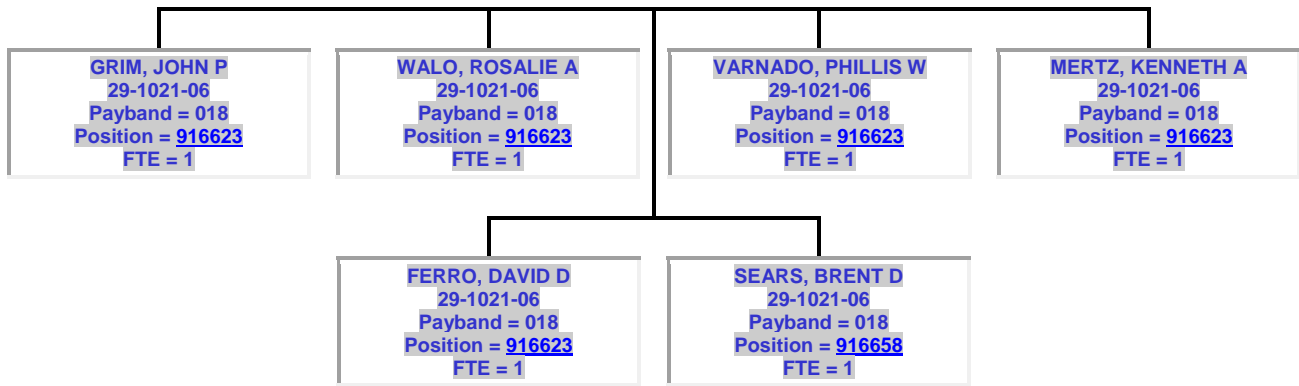 GRIM, JOHN P
29-1021-06
Payband = 018
Position = 916623
FTE = 1
WALO, ROSALIE A
29-1021-06
Payband = 018
Position = 916623
FTE = 1
VARNADO, PHILLIS W
29-1021-06
Payband = 018
Position = 916623
FTE = 1
MERTZ, KENNETH A
29-1021-06
Payband = 018
Position = 916623
FTE = 1
FERRO, DAVID D
29-1021-06
Payband = 018
Position = 916623
FTE = 1
SEARS, BRENT D
29-1021-06
Payband = 018
Position = 916658
FTE = 1